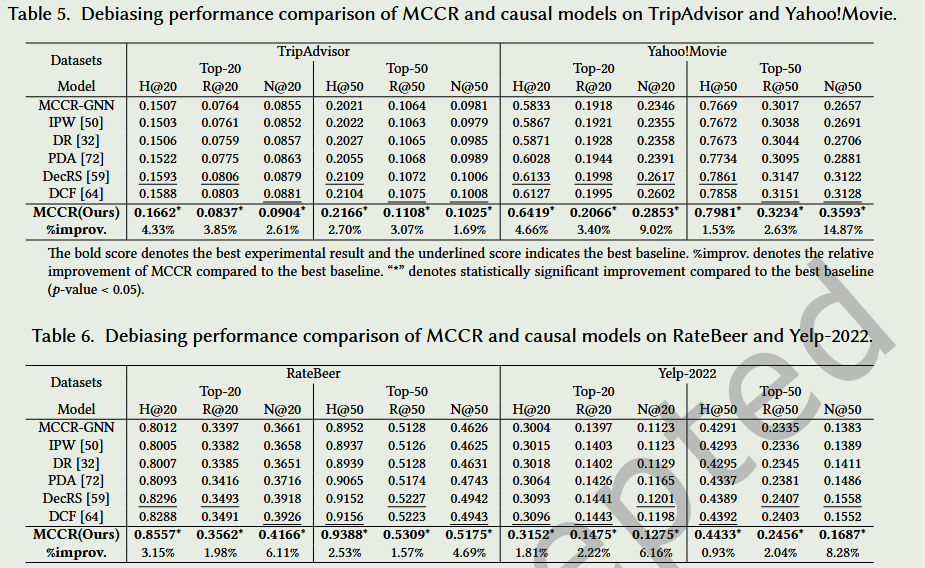 Table 5. Debiasing performance comparison of MCCR and causal models on TripAdvisor and Yahoo!Movie.
Datasets TripAdvisor Yahoo!Movie
Top-20 Top-50 Top-20 Top-50
Model H@20 R@20 N@20 H@50 R@50 N@50 H@20 R@20 N@20 H@50 R@50 N@50
MCCR-GNN 0.1507 0.0764 0.0855 0.2021 0.1064 0.0981 0.5833 0.1918 0.2346 0.7669 0.3017 0.2657
IPW [50] 0.1503 0.0761 0.0852 0.2022 0.1063 0.0979 0.5867 0.1921 0.2355 0.7672 0.3038 0.2691
DR [32] 0.1506 0.0759 0.0857 0.2027 0.1065 0.0985 0.5871 0.1928 0.2358 0.7673 0.3044 0.2706
PDA [72] 0.1522 0.0775 0.0863 0.2055 0.1068 0.0989 0.6028 0.1944 0.2391 0.7734 0.3095 0.2881
DecRS [59] 0.1593 0.0806 0.0879 0.2109 0.1072 0.1006 0.6133 0.1998 0.2617 0.7861 0.3147 0.3122
DCF [64] 0.1588 0.0803 0.0881 0.2104 0.1075 0.1008 0.6127 0.1995 0.2602 0.7858 0.3151 0.3128
MCCR(Ours) 0.1662* 0.0837* 0.0904* 0.2166* 0.1108* 0.1025* 0.6419* 0.2066* 0.2853* 0.7981* 0.3234* 0.3593*
%improv. 4.33% 3.85% 2.61% 2.70% 3.07% 1.69% 4.66% 3.40% 9.02% 1.53% 2.63% 14.87%
The bold score denotes the best experimental result and the underlined score indicates the best baseline. %improv. denotes the relative
improvement of MCCR compared to the best baseline. “*” denotes statistically significant improvement compared to the best baseline
(p-value < 0.05).
Table 6. Debiasing performance comparison of MCCR and causal models on RateBeer and Yelp-2022.
Datasets RateBeer Yelp-2022
Top-20 Top-50 Top-20 Top-50
Model H@20 R@20 N@20 H@50 R@50 N@50 H@20 R@20 N@20 H@50 R@50 N@50
MCCR-GNN 0.8012 0.3397 0.3661 0.8952 0.5128 0.4626 0.3004 0.1397 0.1123 0.4291 0.2335 0.1383
IPW [50] 0.8005 0.3382 0.3658 0.8937 0.5126 0.4625 0.3015 0.1403 0.1123 0.4293 0.2336 0.1389
DR [32] 0.8007 0.3385 0.3651 0.8939 0.5128 0.4631 0.3018 0.1402 0.1129 0.4295 0.2345 0.1411
PDA [72] 0.8093 0.3416 0.3716 0.9065 0.5174 0.4743 0.3064 0.1426 0.1165 0.4337 0.2381 0.1486
DecRS [59] 0.8296 0.3493 0.3918 0.9152 0.5227 0.4942 0.3093 0.1441 0.1201 0.4389 0.2407 0.1558
DCF [64] 0.8288 0.3491 0.3926 0.9156 0.5223 0.4943 0.3096 0.1443 0.1198 0.4392 0.2403 0.1552
MCCR(Ours) 0.8557* 0.3562* 0.4166* 0.9388* 0.5309* 0.5175* 0.3152* 0.1475* 0.1275* 0.4433* 0.2456* 0.1687*
%improv. 3.15% 1.98% 6.11% 2.53% 1.57% 4.69% 1.81% 2.22% 6.16% 0.93% 2.04% 8.28%
epted